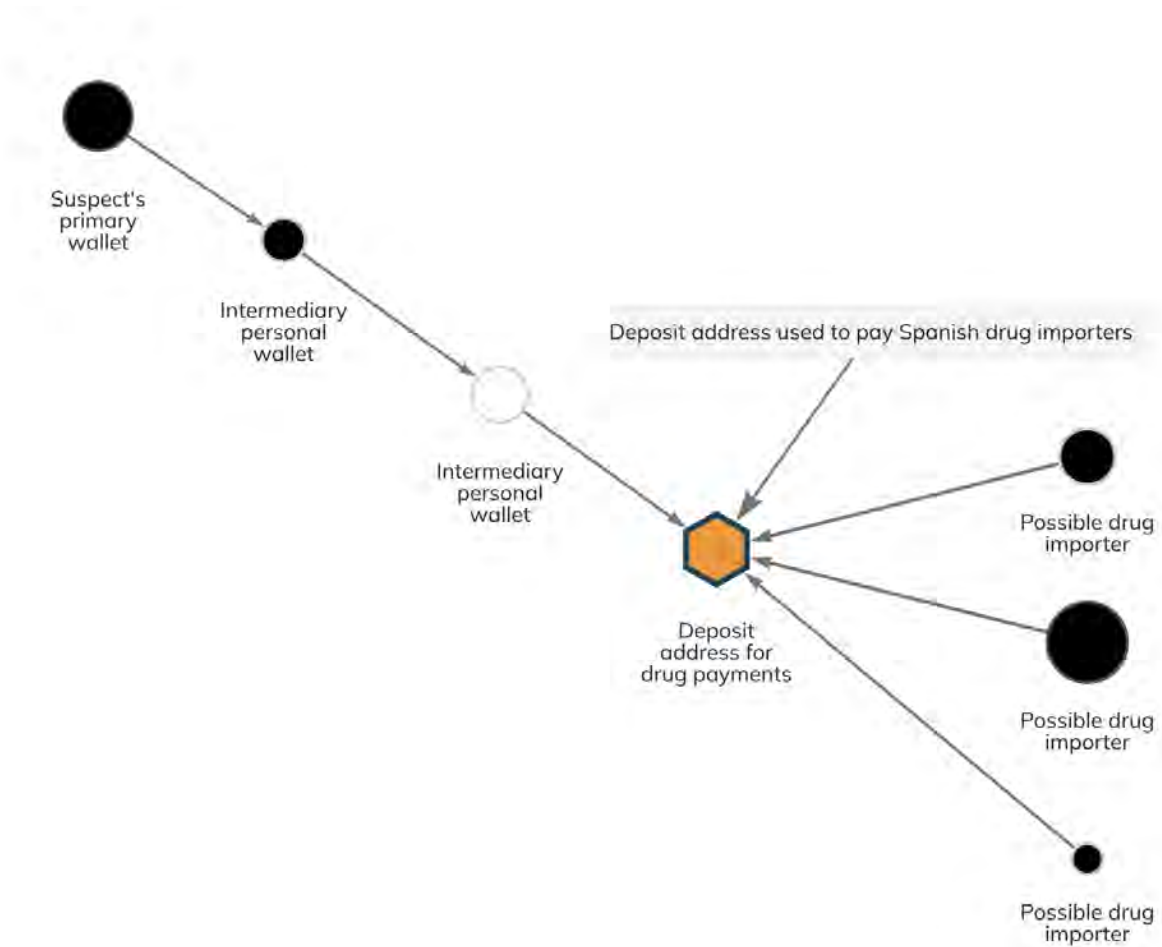 Suspect's
primary
wallet
Intermediary
personal
wallet
Deposit address used to pay Spanish drug importers
Intermediary
personal
wallet
Possible drug
importer
Deposit
address for
drug payments
Possible drug
importer
Possible drug
importer